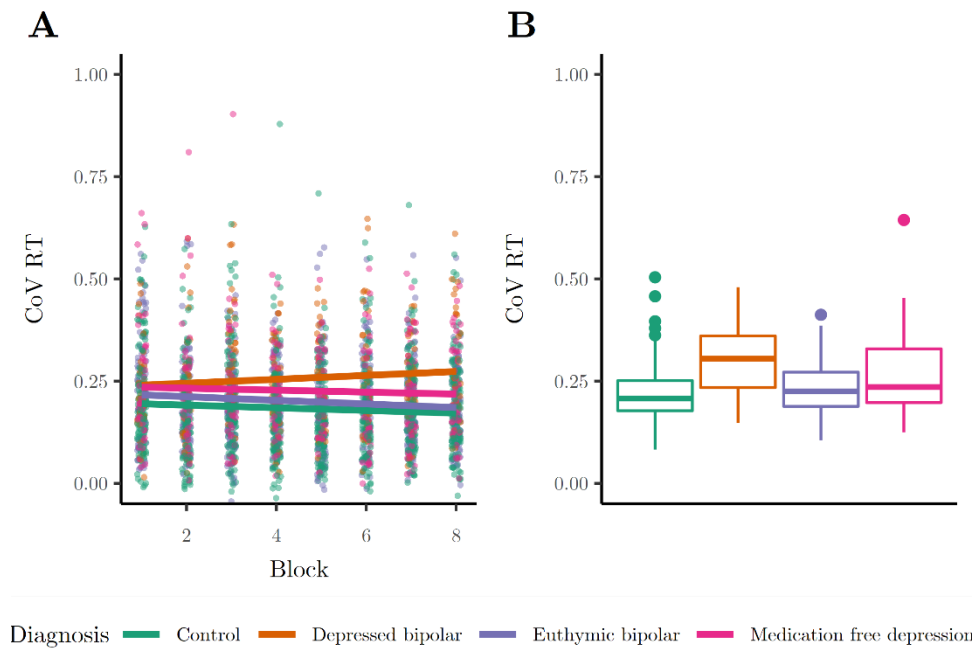 A
B
1.00
0.75
0.50
0.25
0.00
CoV RT
2
4
6
8
Block
1.00
0.75
0.50
0.25
0.00
CoV RT
Diagnosis Control Depressed bipolar Euthymic bipolar Medication free depression